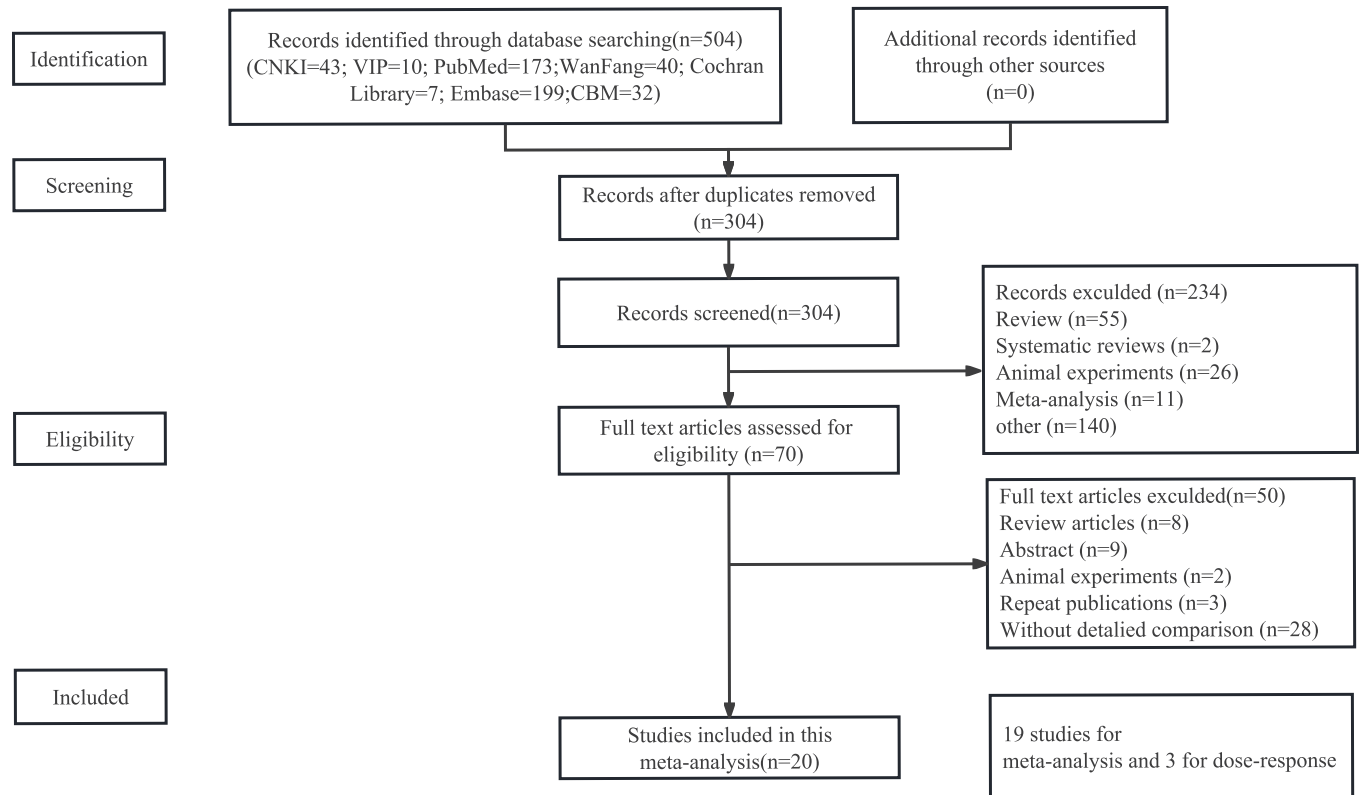 Identification
Records identified through database searching(n=504)
(CNKI=43; VIP=10; PubMed=173;WanFang=40; Cochran
Library=7; Embase=199;CBM=32)
Additional records identified
through other sources
(n=0)
Screening
Records after duplicates removed
(n=304)
Records screened(n=304)
Records exculded (n=234)
Review (n=55)
Systematic reviews (n=2)
Animal experiments (n=26)
Meta-analysis (n=11)
other (n=140)
Eligibility
Full text articles assessed for
eligibility (n=70)
Full text articles exculded(n=50)
Review articles (n=8)
Abstract (n=9)
Animal experiments (n=2)
Repeat publications (n=3)
Without detalied comparison (n=28)
Included
Studies included in this
meta-analysis(n=20)
19 studies for
meta-analysis and 3 for dose-response